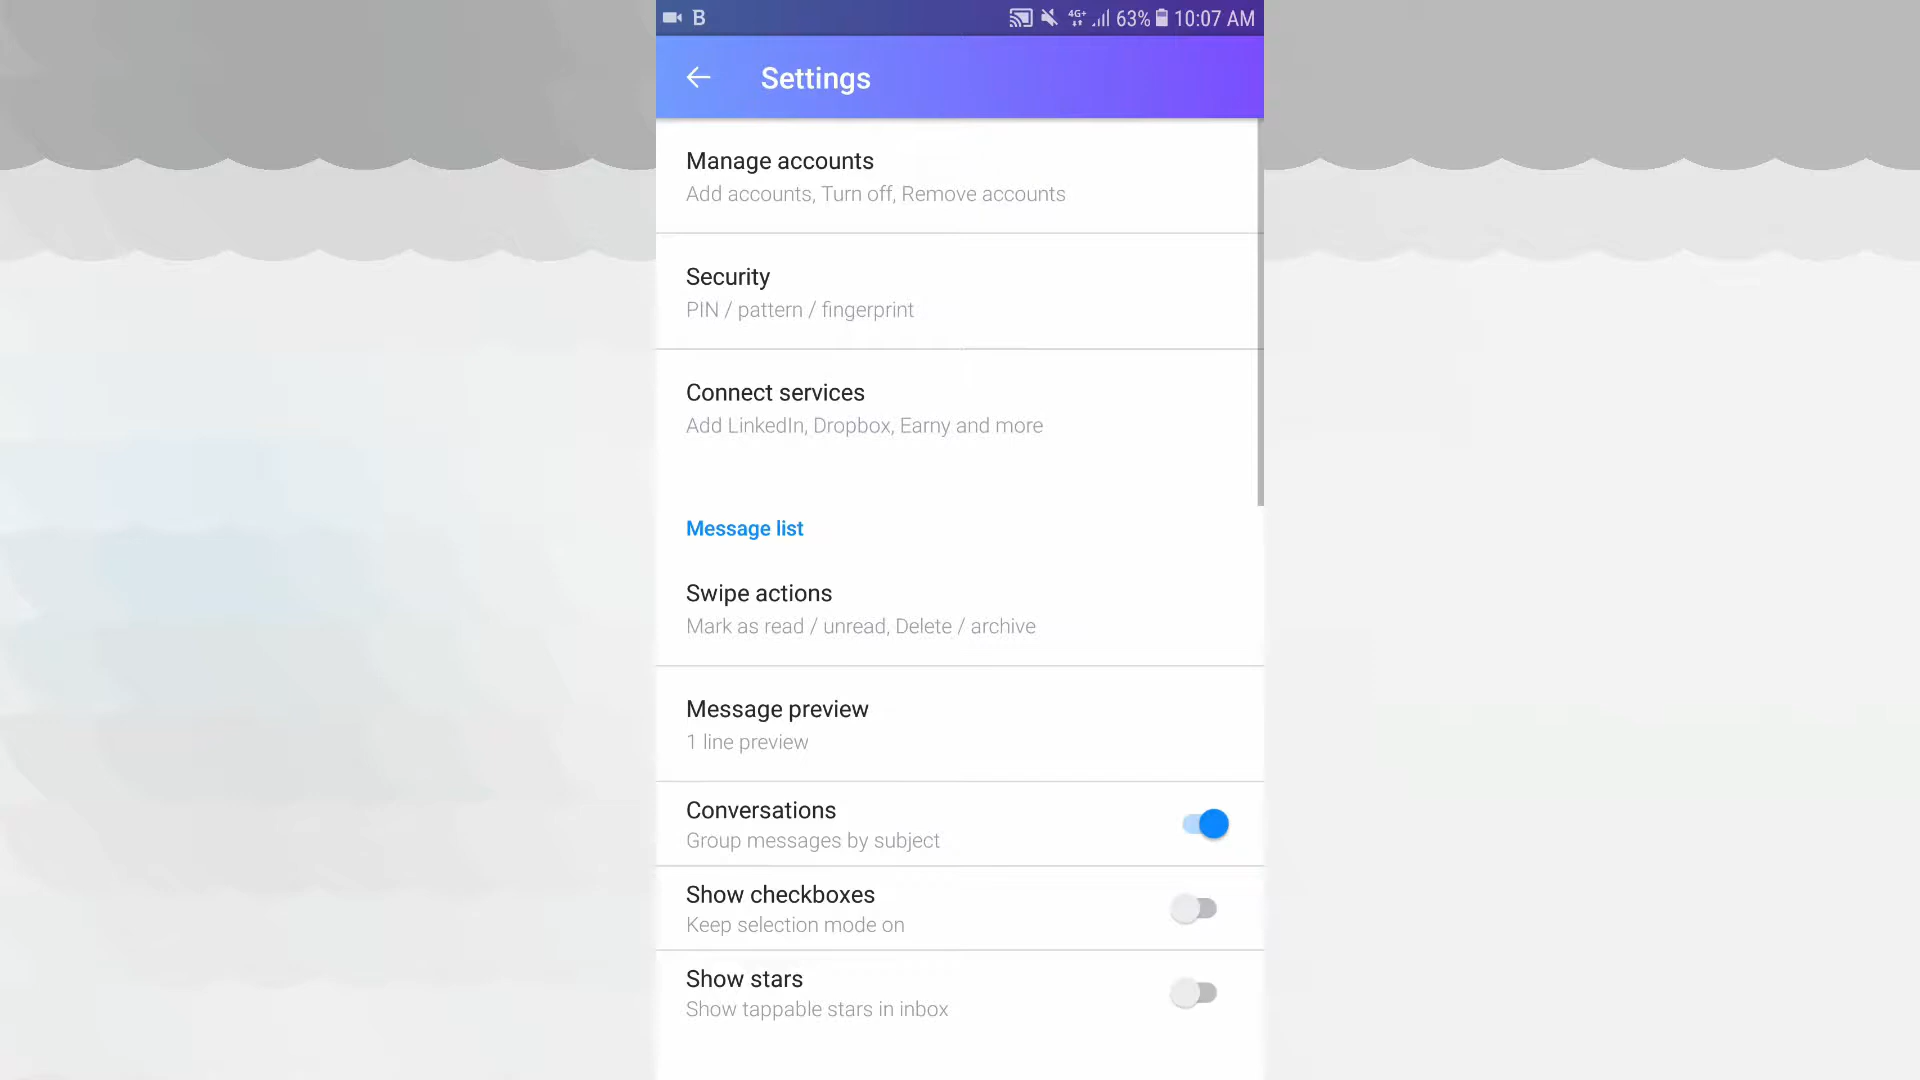 B 4G+ 63% 10:07 AM
Settings
Manage accounts
Add accounts, Turn off, Remove accounts
Security
PIN / pattern / fingerprint
Connect services
Add LinkedIn, Dropbox, Earny and more
Message list
Swipe actions
Mark as read / unread, Delete / archive
Message preview
1 line preview
Conversations
Group messages by subject
Show checkboxes
Keep selection mode on
Show stars
Show tappable stars in inbox